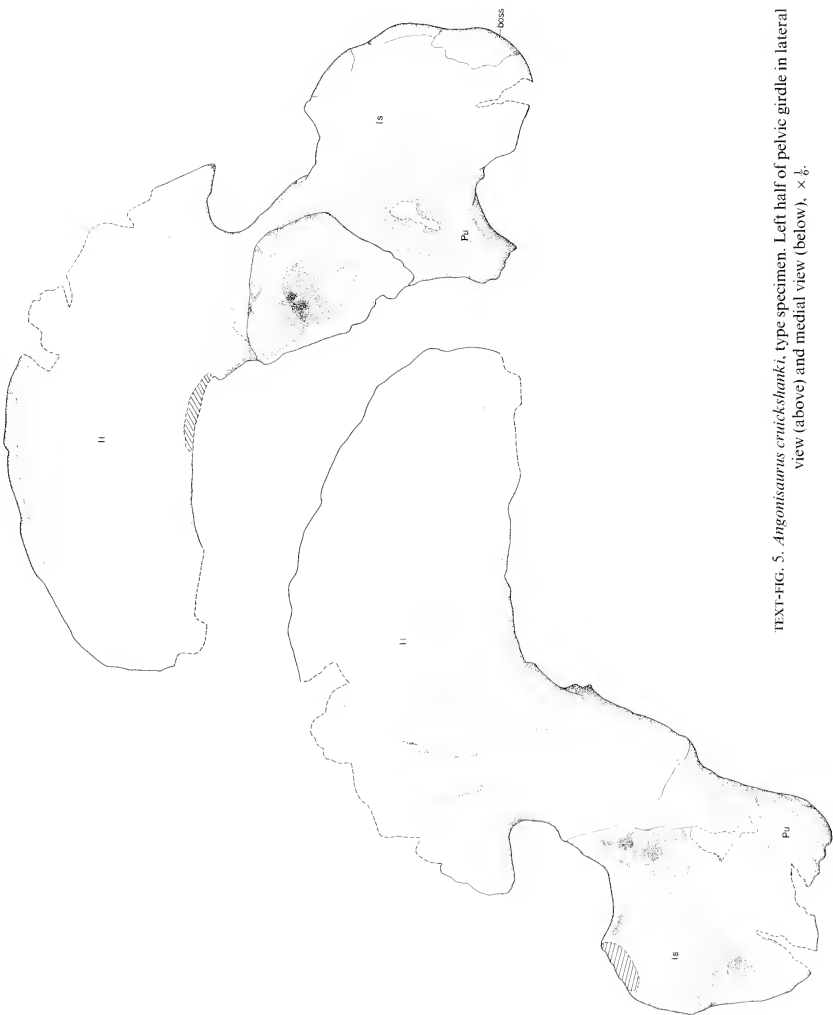 boss
Is
Pu
Il
Il
Pu
Is
TEXT-FIG. 5. Angonisaurus cruickshanki, type specimen. Left half of pelvic girdle in lateral
view (above) and medial view (below), × 1/6.